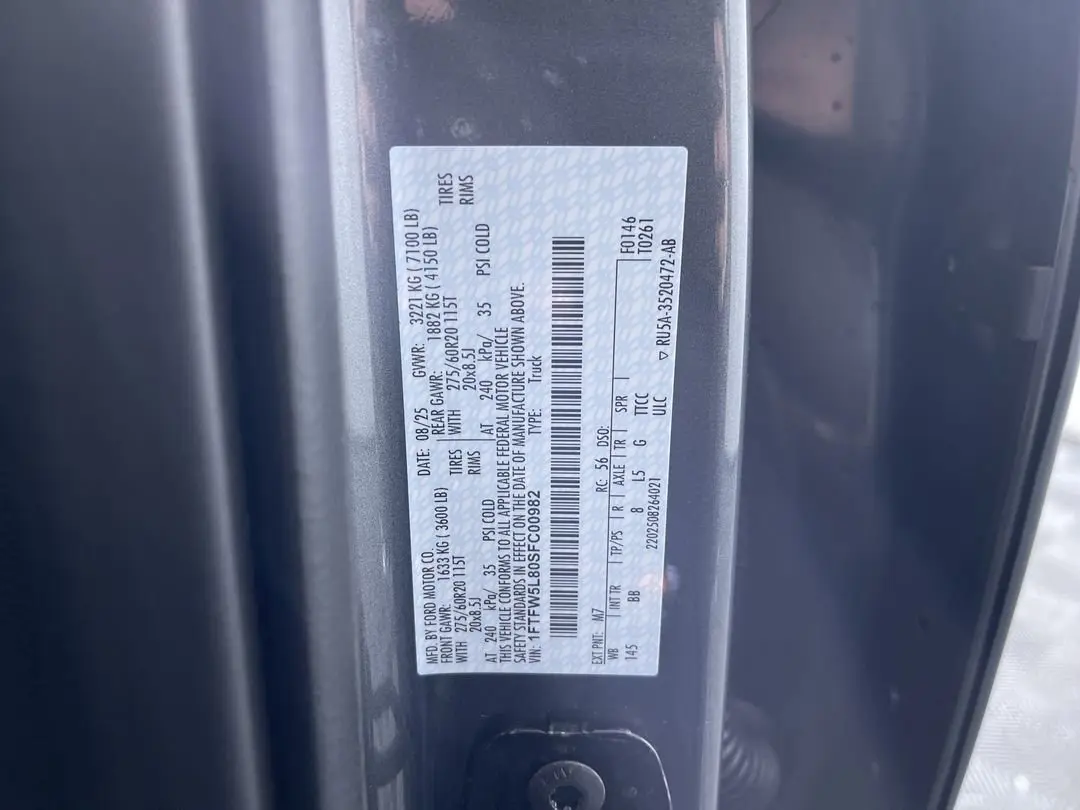 MFD. BY FORD MOTOR CO.
DATE: 08/25 GVWR: 3221 KG ( 7100 LB)
FRONT GAWR: 1633 KG ( 3600 LB) REAR GAWR: 1882 KG ( 4150 LB)
WITH 275/60R20 115T TIRES WITH 275/60R20 115T TIRES
20x8.5J RIMS 20x8.5J RIMS
AT 240 kPa/ 35 PSI COLD AT 240 kPa/ 35 PSI COLD
THIS VEHICLE CONFORMS TO ALL APPLICABLE FEDERAL MOTOR VEHICLE
SAFETY STANDARDS IN EFFECT ON THE DATE OF MANUFACTURE SHOWN ABOVE.
VIN: 1FTFW5L80SFC00982 TYPE: Truck
EXT PNT: M7 RC: 56 DSO: F0146
WB INT TR TP/PS R AXLE TR SPR T0261
145 BB 8 L5 G TTCC
2202508264021 ULC ▽ RU5A-3520472-AB